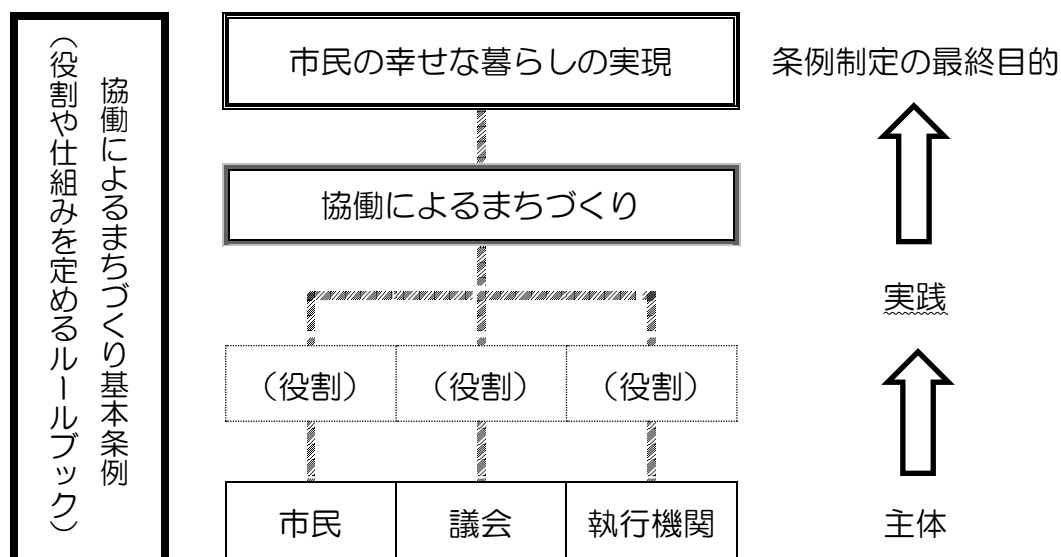 協働によるまちづくり基本条例
（役割や仕組みを定めるルールブック）
市民の幸せな暮らしの実現
条例制定の最終目的
協働によるまちづくり
実践
（役割）
（役割）
（役割）
市民
議会
執行機関
主体